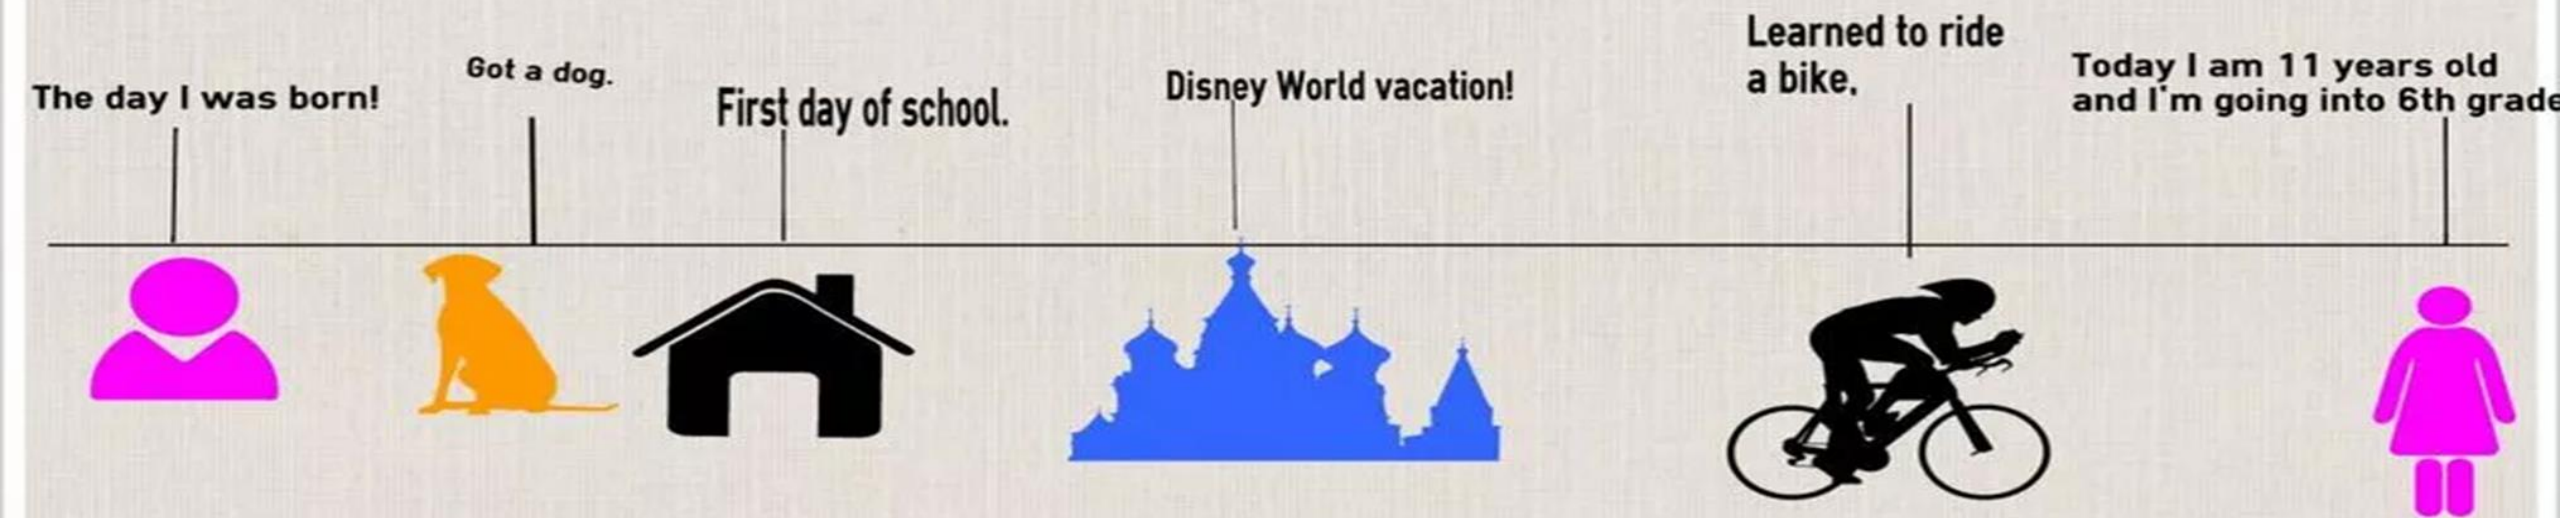 The day I was born!
Got a dog.
First day of school.
Disney World vacation!
Learned to ride
a bike.
Today I am 11 years old
and I'm going into 6th grade